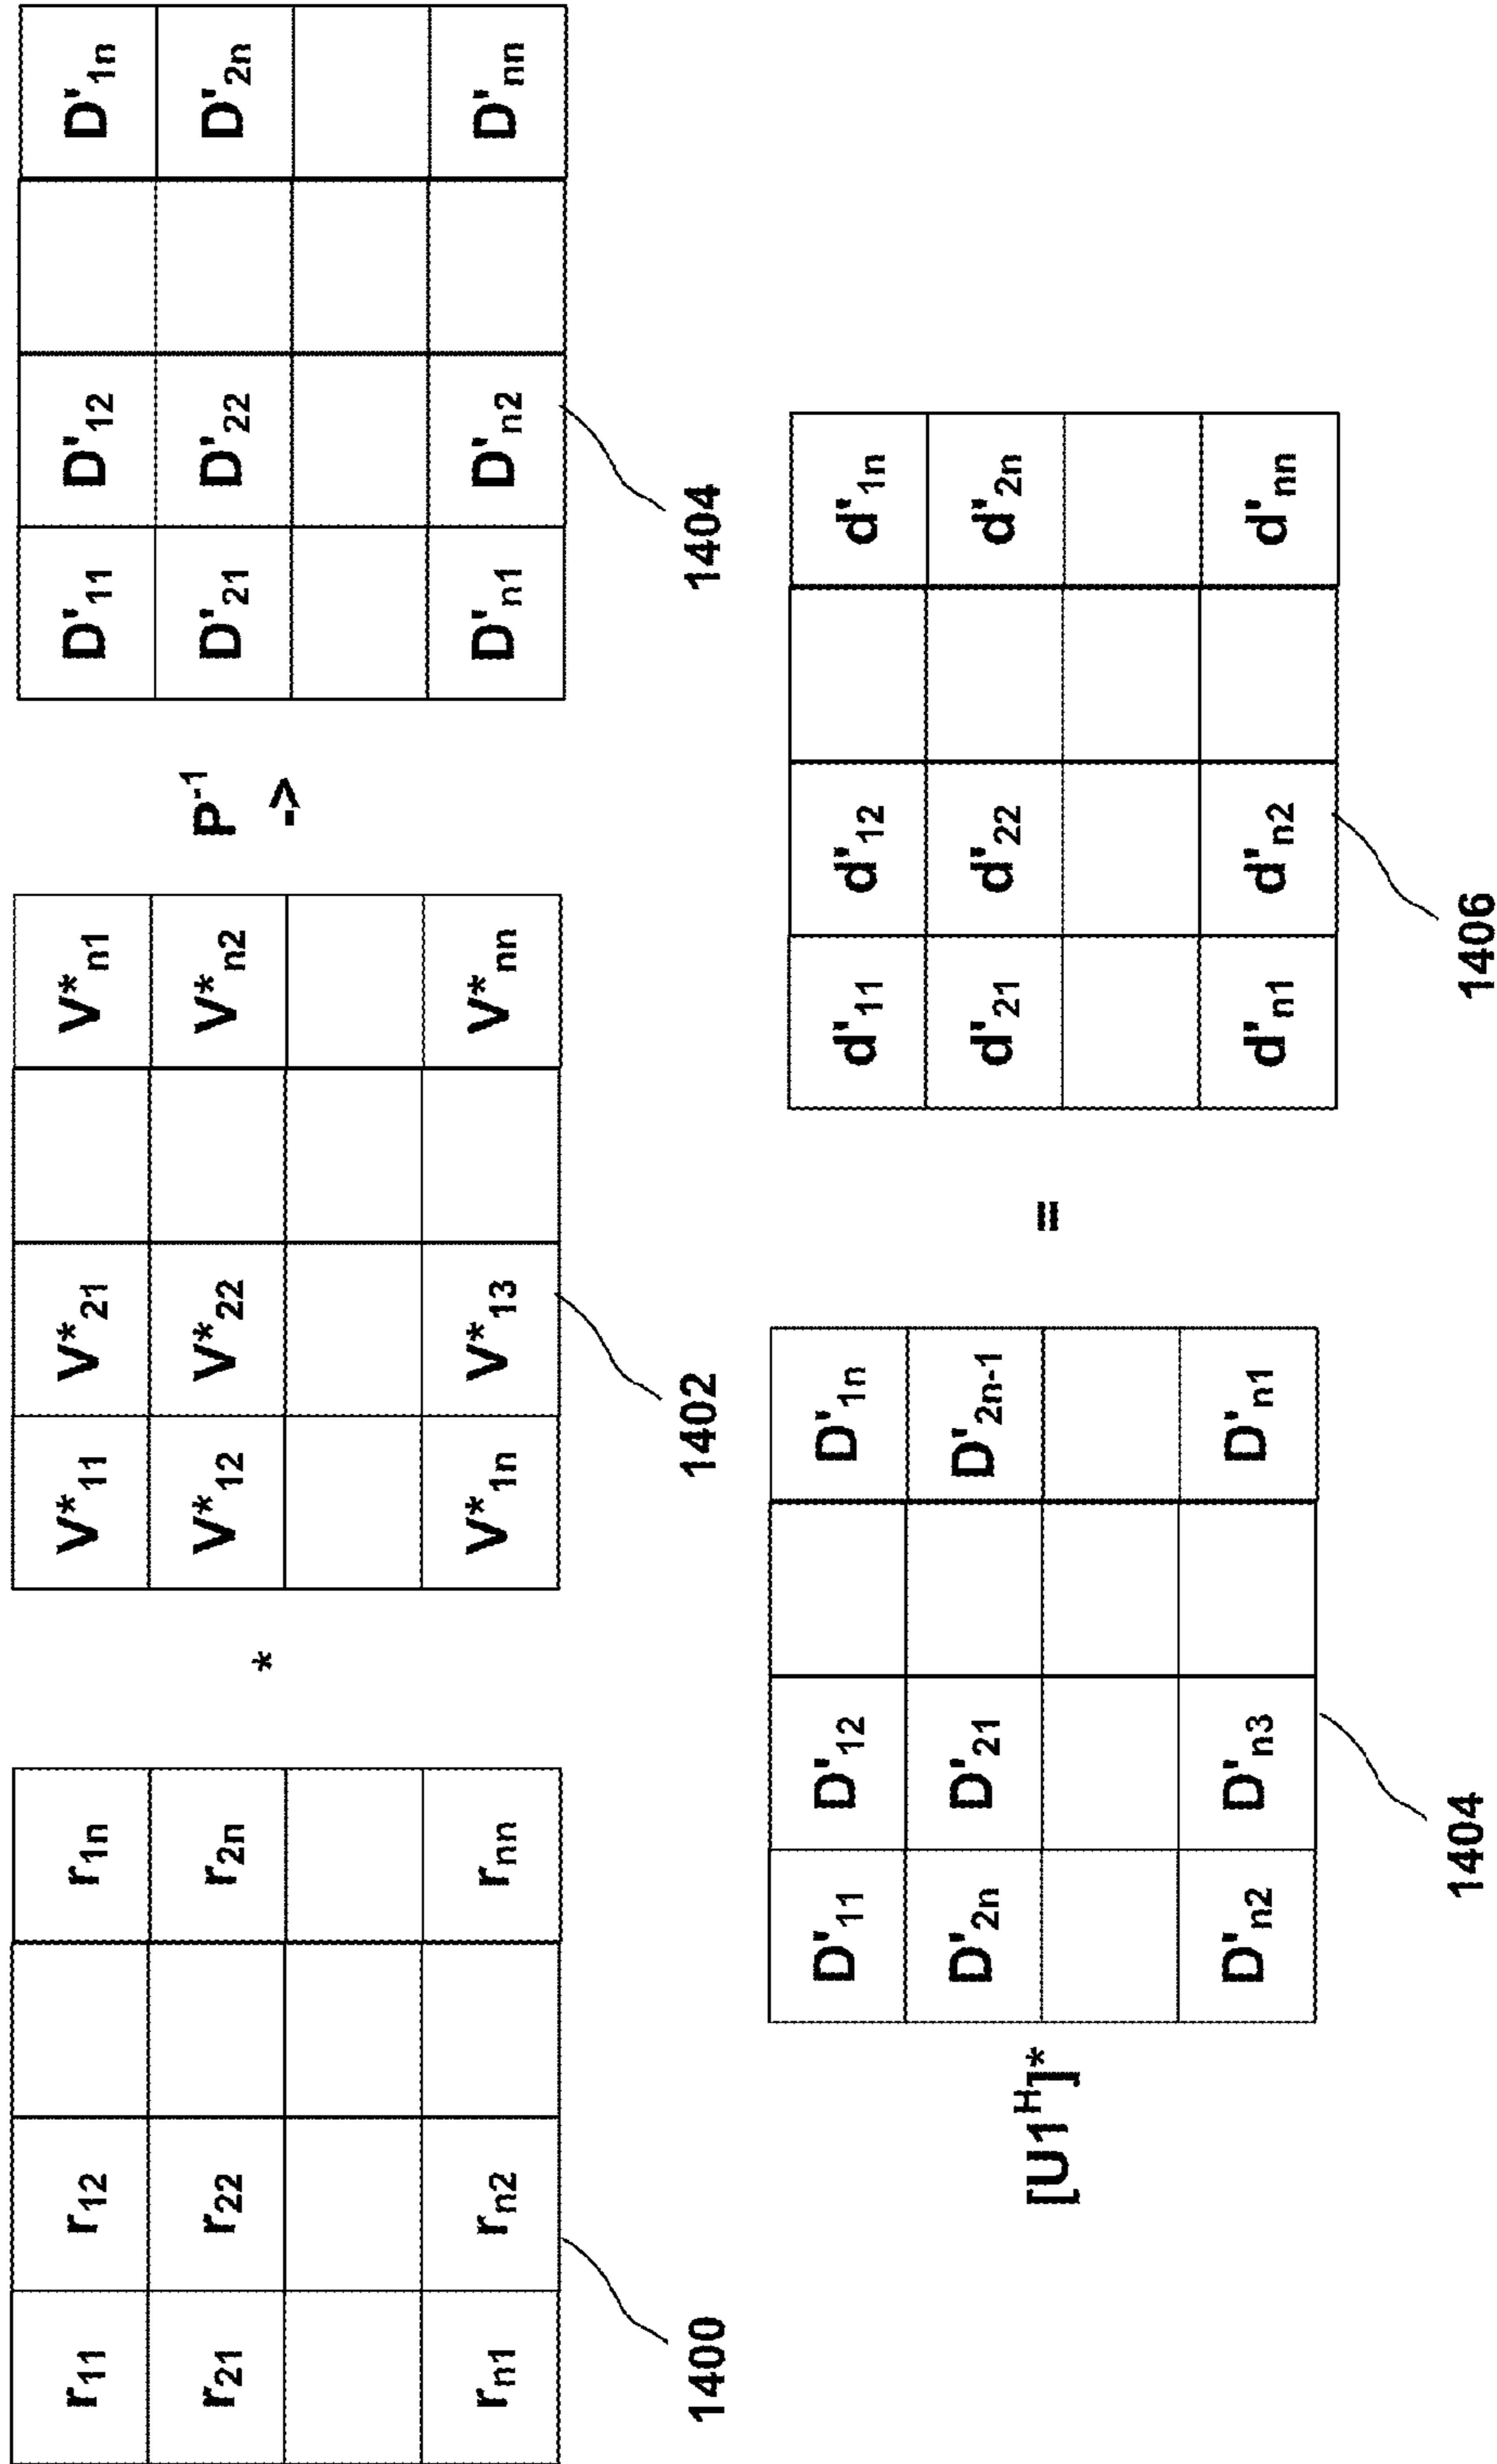 r11 r12 r1n
r21 r22 r2n
rn1 rn2 rnn
1400
*
V*11 V*21 V*n1
V*12 V*22 V*n2
V*1n V*13 V*nn
1402
P-1
->
D'11 D'12 D'1n
D'21 D'22 D'2n
D'n1 D'n2 D'nn
1404
[U1H]*
D'11 D'12 D'1n
D'2n D'21 D'2n-1
D'n2 D'n3 D'n1
1404
=
d'11 d'12 d'1n
d'21 d'22 d'2n
d'n1 d'n2 d'nn
1406